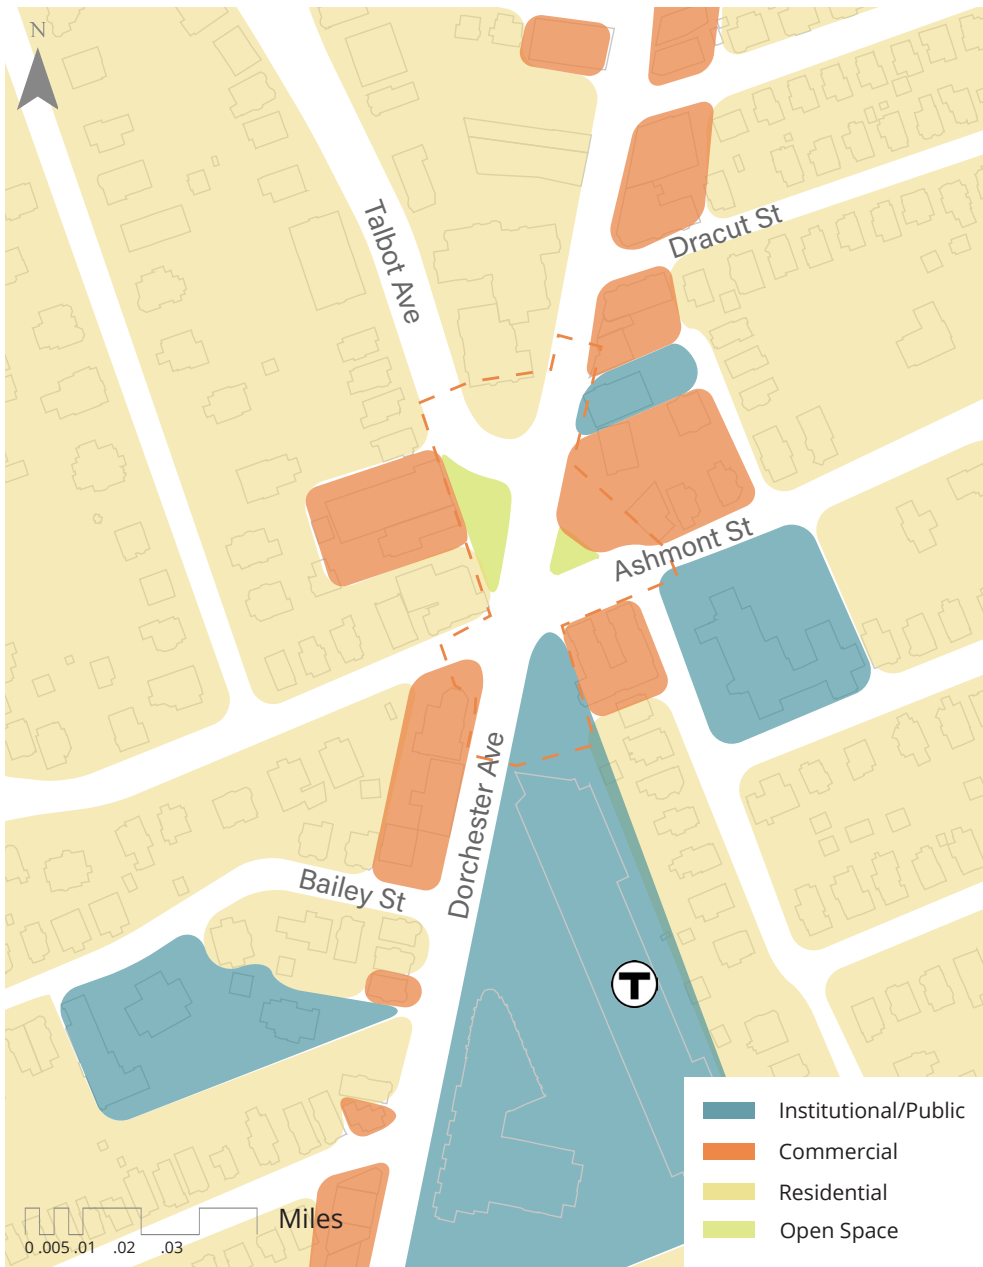 N
Talbot Ave
Dracut St
Ashmont St
Dorchester Ave
Bailey St
T
Institutional/Public
Commercial
Residential
Open Space
Miles
0 .005 .01 .02 .03